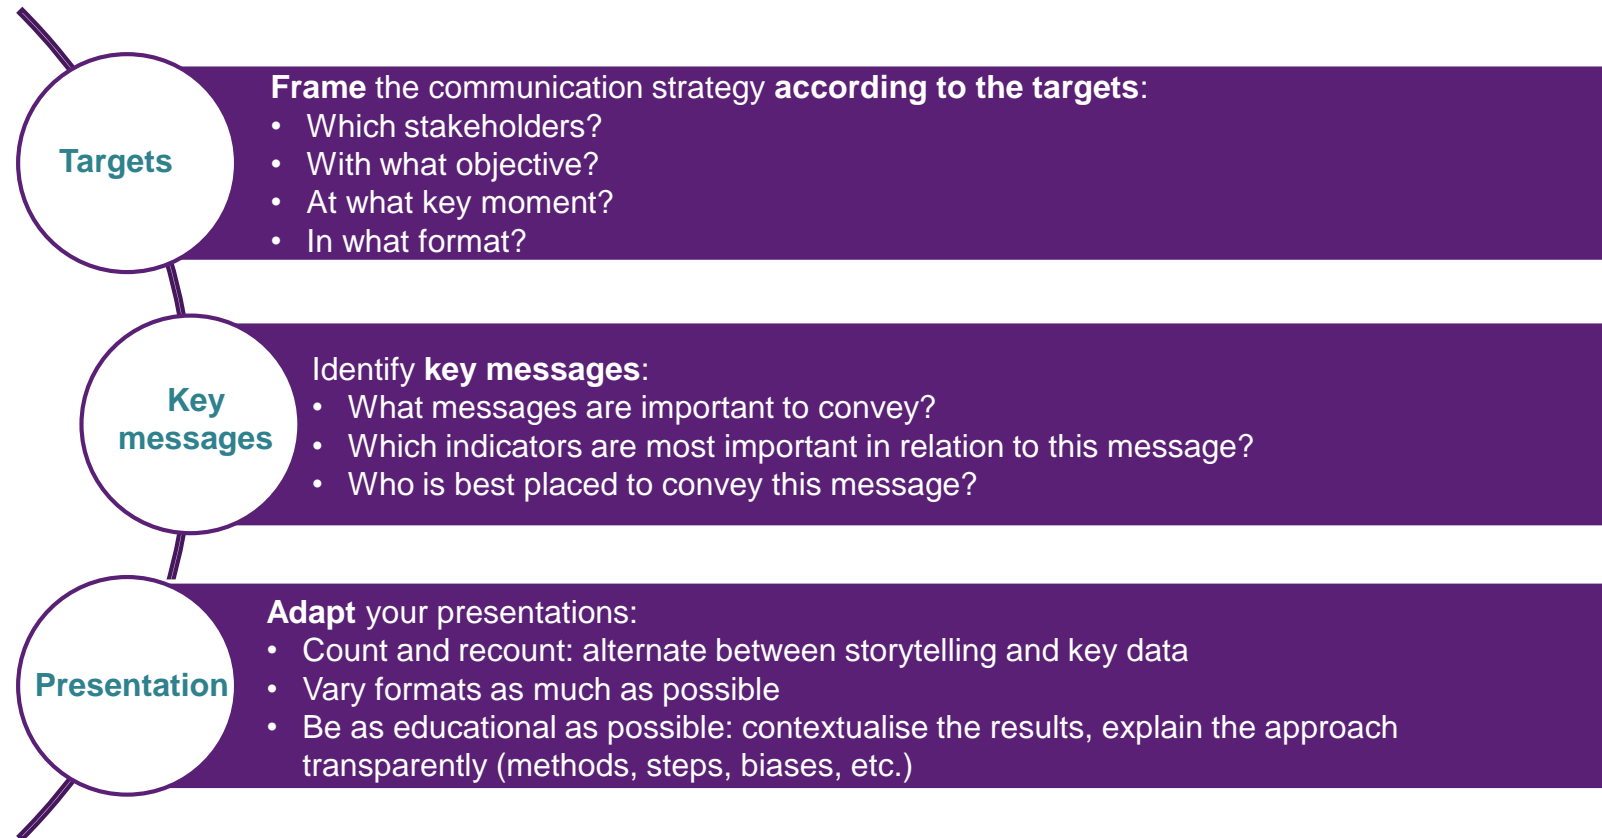 Targets
Frame the communication strategy according to the targets:
• Which stakeholders?
• With what objective?
• At what key moment?
• In what format?
Key
messages
Identify key messages:
• What messages are important to convey?
• Which indicators are most important in relation to this message?
• Who is best placed to convey this message?
Presentation
Adapt your presentations:
• Count and recount: alternate between storytelling and key data
• Vary formats as much as possible
• Be as educational as possible: contextualise the results, explain the approach
transparently (methods, steps, biases, etc.)